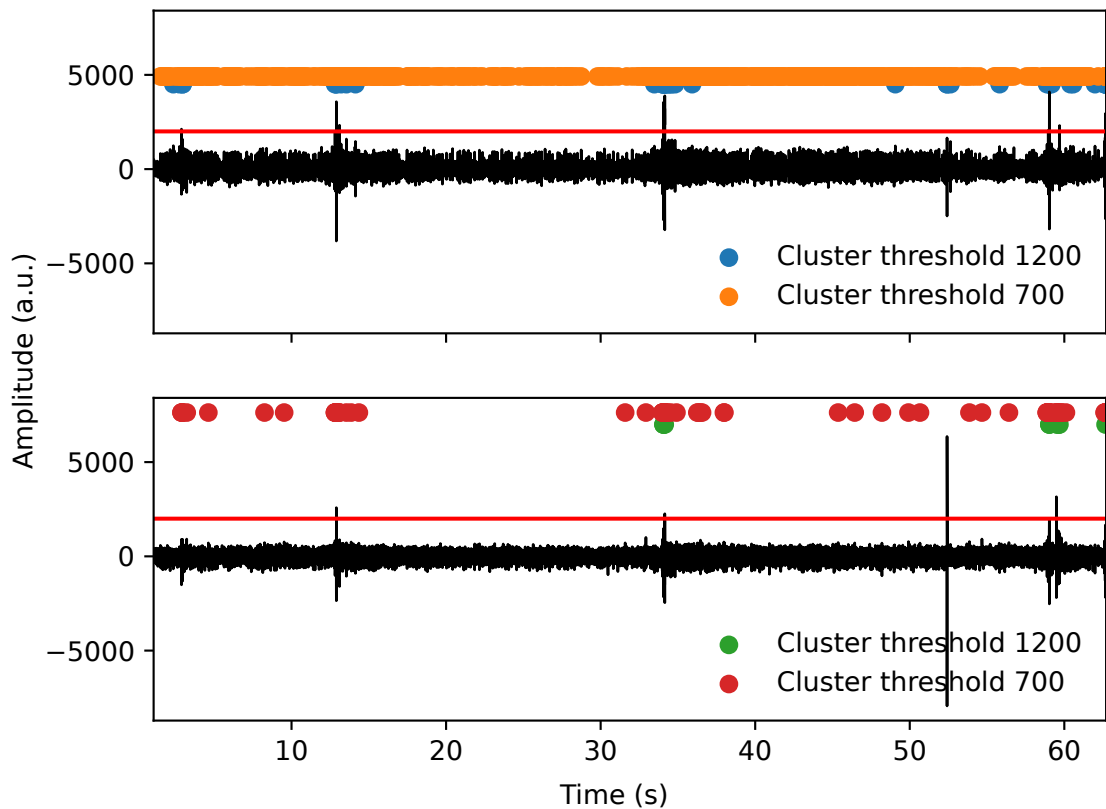 5000
0
−5000
Cluster threshold 1200
Cluster threshold 700
Amplitude (a.u.)
5000
0
−5000
Cluster threshold 1200
Cluster threshold 700
10 20 30 40 50 60
Time (s)